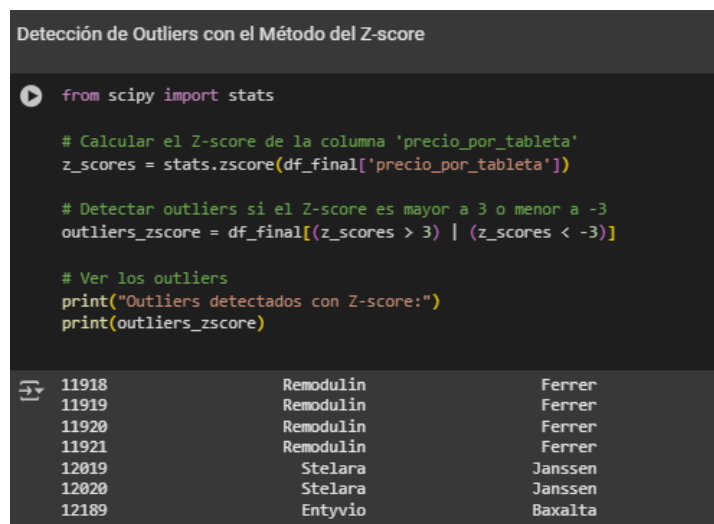 Detección de Outliers con el Método del Z-score
from scipy import stats
# Calcular el Z-score de la columna 'precio_por_tableta'
z_scores = stats.zscore(df_final['precio_por_tableta'])
# Detectar outliers si el Z-score es mayor a 3 o menor a -3
outliers_zscore = df_final[(z_scores > 3) | (z_scores < -3)]
# Ver los outliers
print("Outliers detectados con Z-score:")
print(outliers_zscore)
11918 Remodulin Ferrer
11919 Remodulin Ferrer
11920 Remodulin Ferrer
11921 Remodulin Ferrer
12019 Stelara Janssen
12020 Stelara Janssen
12189 Entyvio Baxalta